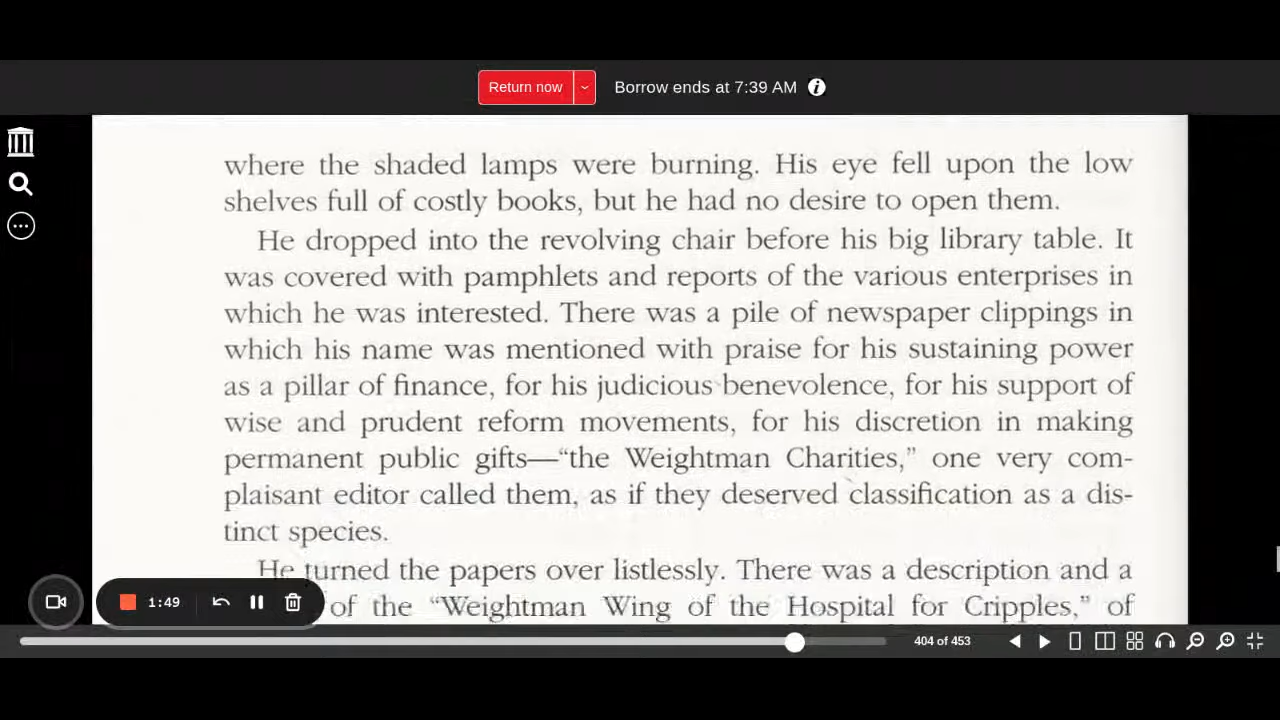 Return now
Borrow ends at 7:39 AM
where the shaded lamps were burning. His eye fell upon the low
shelves full of costly books, but he had no desire to open them.
He dropped into the revolving chair before his big library table. It
was covered with pamphlets and reports of the various enterprises in
which he was interested. There was a pile of newspaper clippings in
which his name was mentioned with praise for his sustaining power
as a pillar of finance, for his judicious benevolence, for his support of
wise and prudent reform movements, for his discretion in making
permanent public gifts—“the Weightman Charities,” one very com-
plaisant editor called them, as if they deserved classification as a dis-
tinct species.
He turned the papers over listlessly. There was a description and a
of the “Weightman Wing of the Hospital for Cripples,” of
1:49
404 of 453